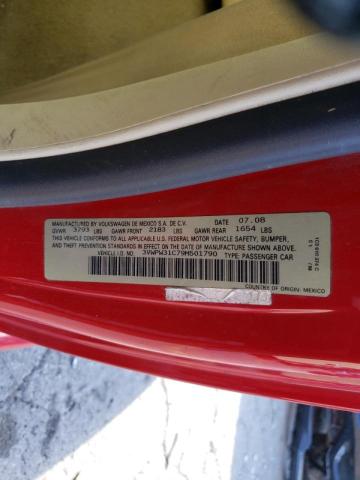 MANUFACTURED BY VOLKSWAGEN DE MEXICO S.A. DE C.V. DATE 07.08
GVWR 3793 LBS GAWR FRONT 2183 LBS GAWR REAR 1654 LBS
THIS VEHICLE CONFORMS TO ALL APPLICABLE U.S. FEDERAL MOTOR VEHICLE SAFETY, BUMPER,
AND THEFT PREVENTION STANDARDS IN EFFECT ON THE DATE OF MANUFACTURE SHOWN ABOVE.
VEHICLE I.D. NO. 3VWPW31C79M501790 TYPE: PASSENGER CAR
COUNTRY OF ORIGIN: MEXICO